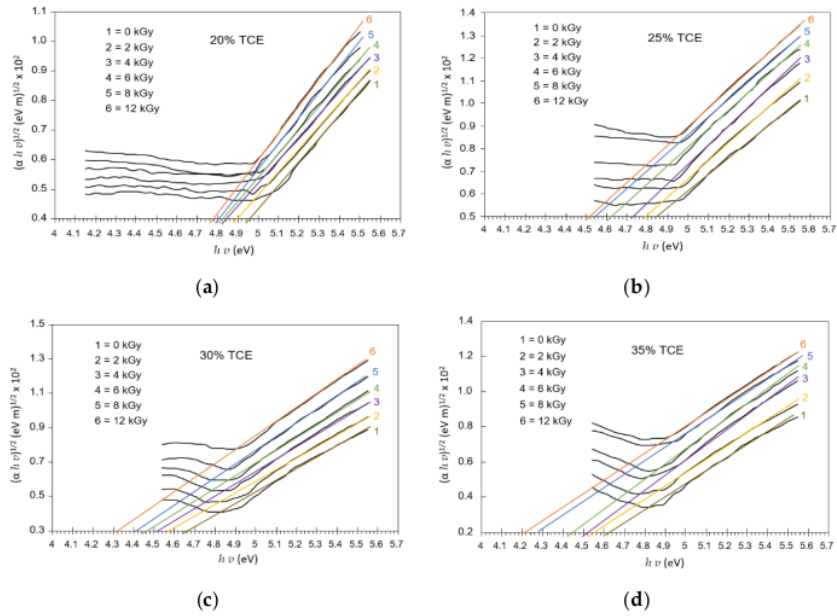 20% TCE
1 = 0 kGy
2 = 2 kGy
3 = 4 kGy
4 = 6 kGy
5 = 8 kGy
6 = 12 kGy
6
5
4
3
2
1
1.1
1.0
0.9
0.8
0.7
0.6
0.5
0.4
(α h ν)1/2 (eV m)1/2 x 10²
4 4.1 4.2 4.3 4.4 4.5 4.6 4.7 4.8 4.9 5 5.1 5.2 5.3 5.4 5.5 5.6 5.7
h ν (eV)
(a)
25% TCE
1 = 0 kGy
2 = 2 kGy
3 = 4 kGy
4 = 6 kGy
5 = 8 kGy
6 = 12 kGy
6
5
4
3
2
1
1.4
1.3
1.2
1.1
1.0
0.9
0.8
0.7
0.6
0.5
(α h ν)1/2 (eV m)1/2 x 10²
4 4.1 4.2 4.3 4.4 4.5 4.6 4.7 4.8 4.9 5 5.1 5.2 5.3 5.4 5.5 5.6 5.7
h ν (eV)
(b)
30% TCE
1 = 0 kGy
2 = 2 kGy
3 = 4 kGy
4 = 6 kGy
5 = 8 kGy
6 = 12 kGy
6
5
4
3
2
1
1.5
1.3
1.1
0.9
0.7
0.5
0.3
(α h ν)1/2 (eV m)1/2 x 10²
4 4.1 4.2 4.3 4.4 4.5 4.6 4.7 4.8 4.9 5 5.1 5.2 5.3 5.4 5.5 5.6 5.7
h ν (eV)
(c)
35% TCE
1 = 0 kGy
2 = 2 kGy
3 = 4 kGy
4 = 6 kGy
5 = 8 kGy
6 = 12 kGy
6
5
4
3
2
1
1.4
1.2
1.0
0.8
0.6
0.4
0.2
(α h ν)1/2 (eV m)1/2 x 10²
4 4.1 4.2 4.3 4.4 4.5 4.6 4.7 4.8 4.9 5 5.1 5.2 5.3 5.4 5.5 5.6 5.7
h ν (eV)
(d)